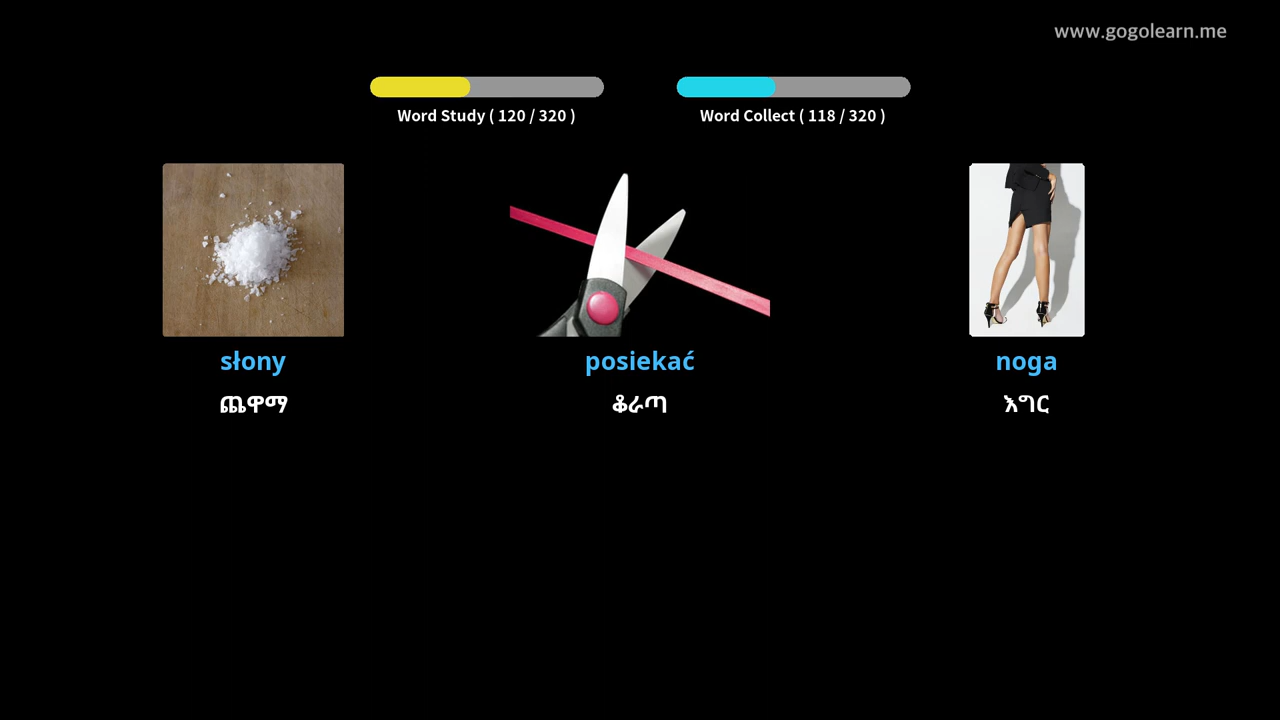 www.gogolearn.me
Word Study ( 120 / 320 )
Word Collect ( 118 / 320 )
słony
posiekać
noga
ጨዋማ
ቆራጣ
እግር